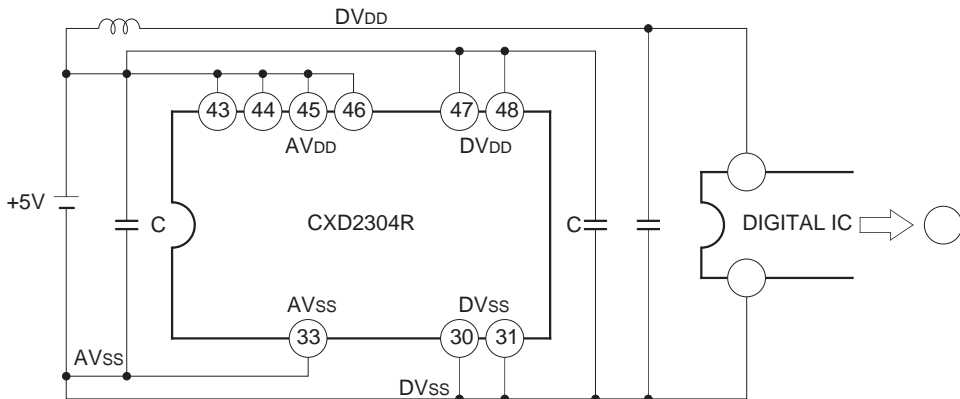 DVDD
43 44 45 46 47 48
AVDD DVDD
+5V C CXD2304R C DIGITAL IC
AVSS DVSS
33 30 31
AVSS
DVSS